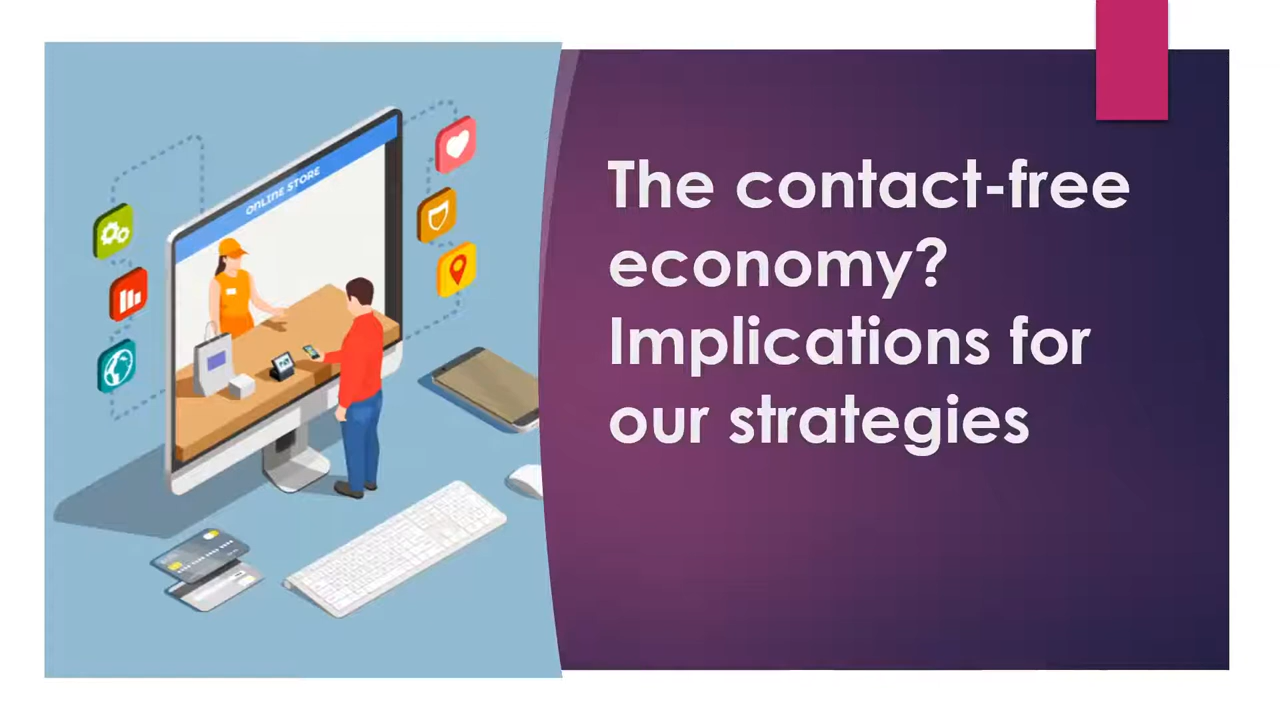 ONLINE STORE
The contact-free
economy?
Implications for
our strategies